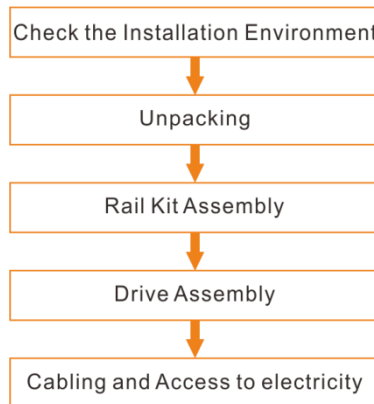 Check the Installation Environment
Unpacking
Rail Kit Assembly
Drive Assembly
Cabling and Access to electricity